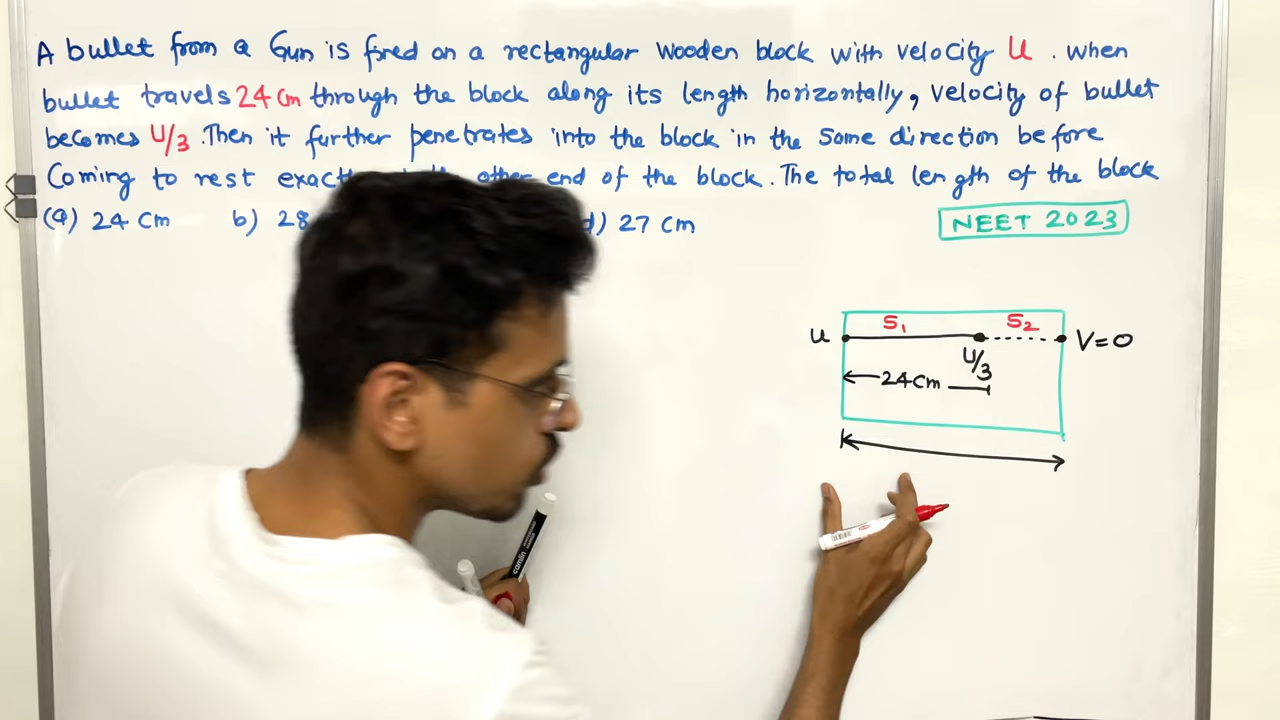 A bullet from a Gun is fired on a rectangular wooden block with velocity U . When
bullet travels 24 Cm through the block along its length horizontally, velocity of bullet
becomes U/3 .Then it further penetrates into the block in the same direction before
Coming to rest other end of the block. The total length of the block
(a) 24 Cm b) 28 d) 27 cm
NEET 2023
S1 S2
u V=0
U/3
24cm
camlin